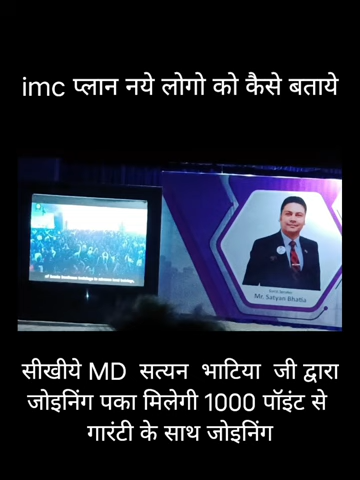 imc प्लान नये लोगो को कैसे बताये
Mr. Satyan Bhatia
सीखीये MD सत्यन भाटिया जी द्वारा
जोइनिंग पका मिलेगी 1000 पॉइंट से
गारंटी के साथ जोइनिंग